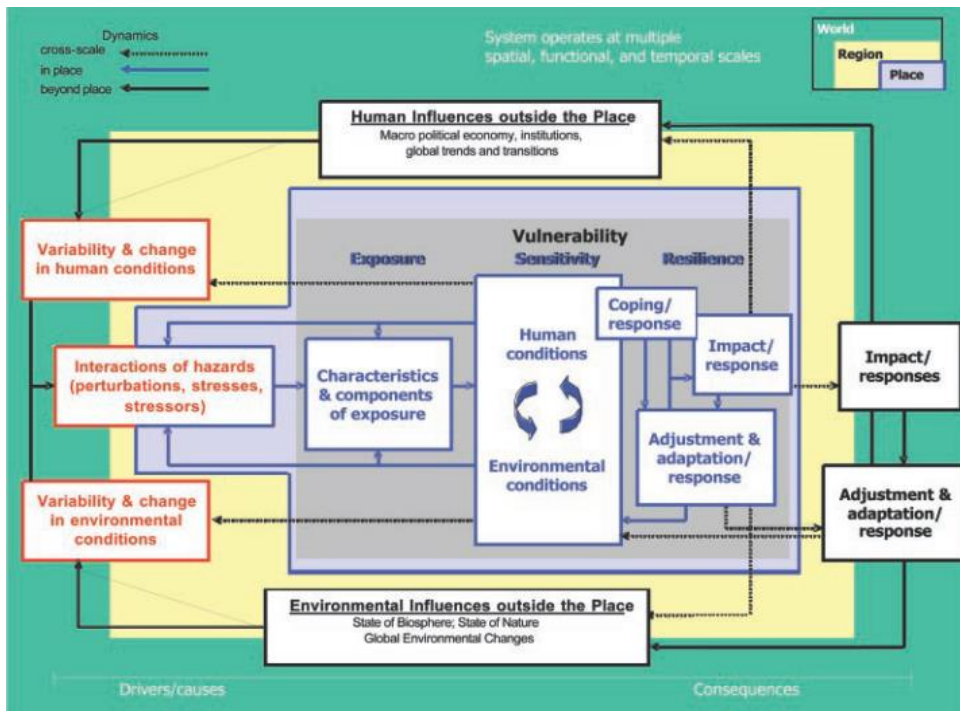 Dynamics
cross-scale
in place
beyond place
System operates at multiple
spatial, functional, and temporal scales
World
Region
Place
Human Influences outside the Place
Macro political economy, institutions,
global trends and transitions
Variability & change
in human conditions
Vulnerability
Exposure
Sensitivity
Resilience
Coping/
response
Human
conditions
Impact/
response
Impact/
responses
Interactions of hazards
(perturbations, stresses,
stressors)
Characteristics
& components
of exposure
Environmental
conditions
Adjustment &
adaptation/
response
Adjustment &
adaptation/
response
Variability & change
in environmental
conditions
Environmental Influences outside the Place
State of Biosphere; State of Nature
Global Environmental Changes
Drivers/causes
Consequences